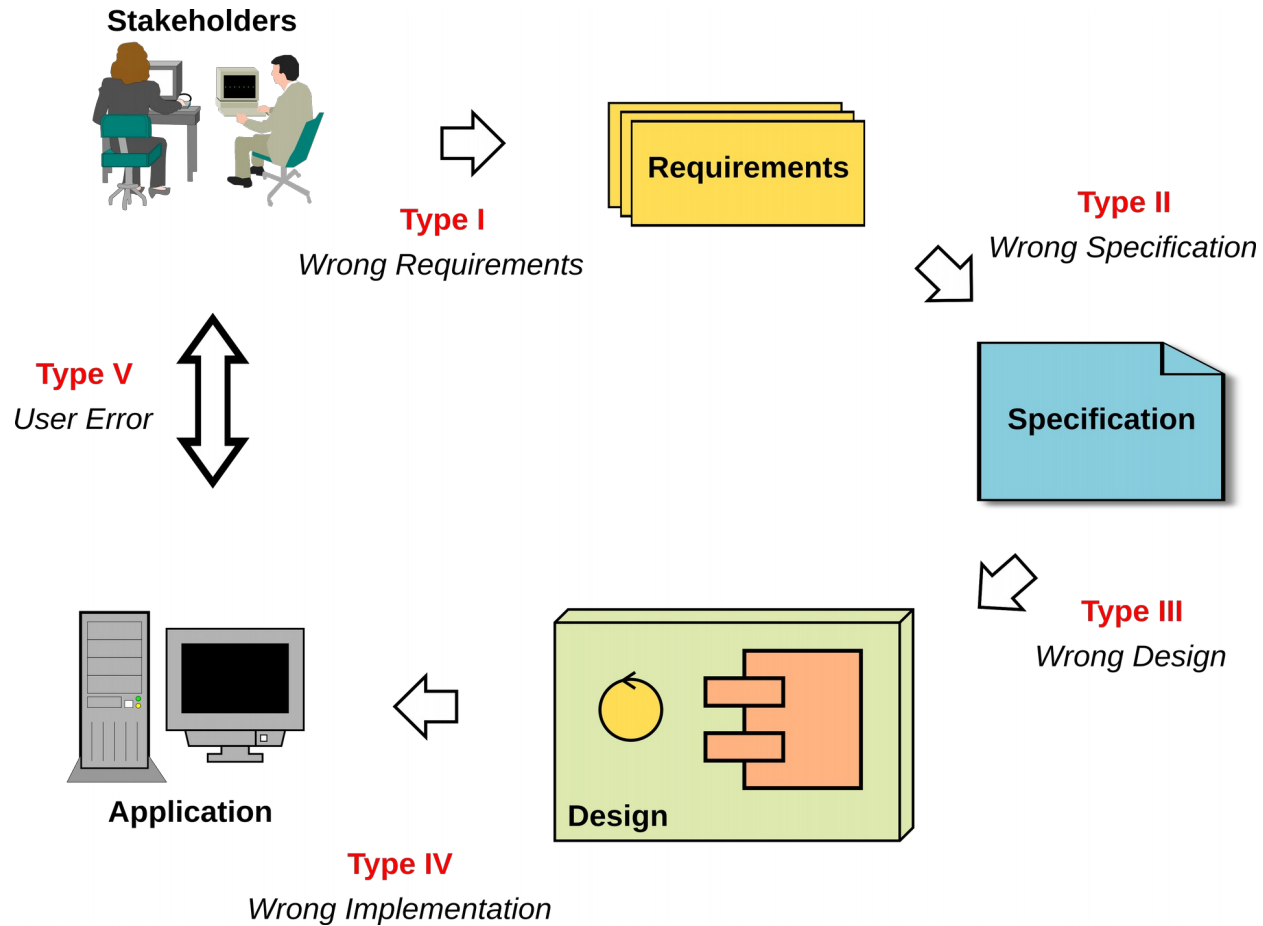 Stakeholders
Requirements
Type I
Wrong Requirements
Type II
Wrong Specification
Type V
User Error
Specification
Type III
Wrong Design
Application
Design
Type IV
Wrong Implementation